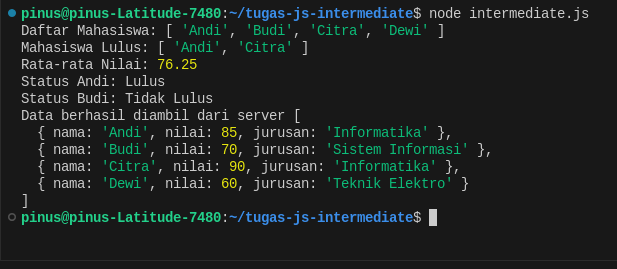 pinus@pinus-Latitude-7480:~/tugas-js-intermediate$ node intermediate.js
Daftar Mahasiswa: [ 'Andi', 'Budi', 'Citra', 'Dewi' ]
Mahasiswa Lulus: [ 'Andi', 'Citra' ]
Rata-rata Nilai: 76.25
Status Andi: Lulus
Status Budi: Tidak Lulus
Data berhasil diambil dari server [
  { nama: 'Andi', nilai: 85, jurusan: 'Informatika' },
  { nama: 'Budi', nilai: 70, jurusan: 'Sistem Informasi' },
  { nama: 'Citra', nilai: 90, jurusan: 'Informatika' },
  { nama: 'Dewi', nilai: 60, jurusan: 'Teknik Elektro' }
]
pinus@pinus-Latitude-7480:~/tugas-js-intermediate$